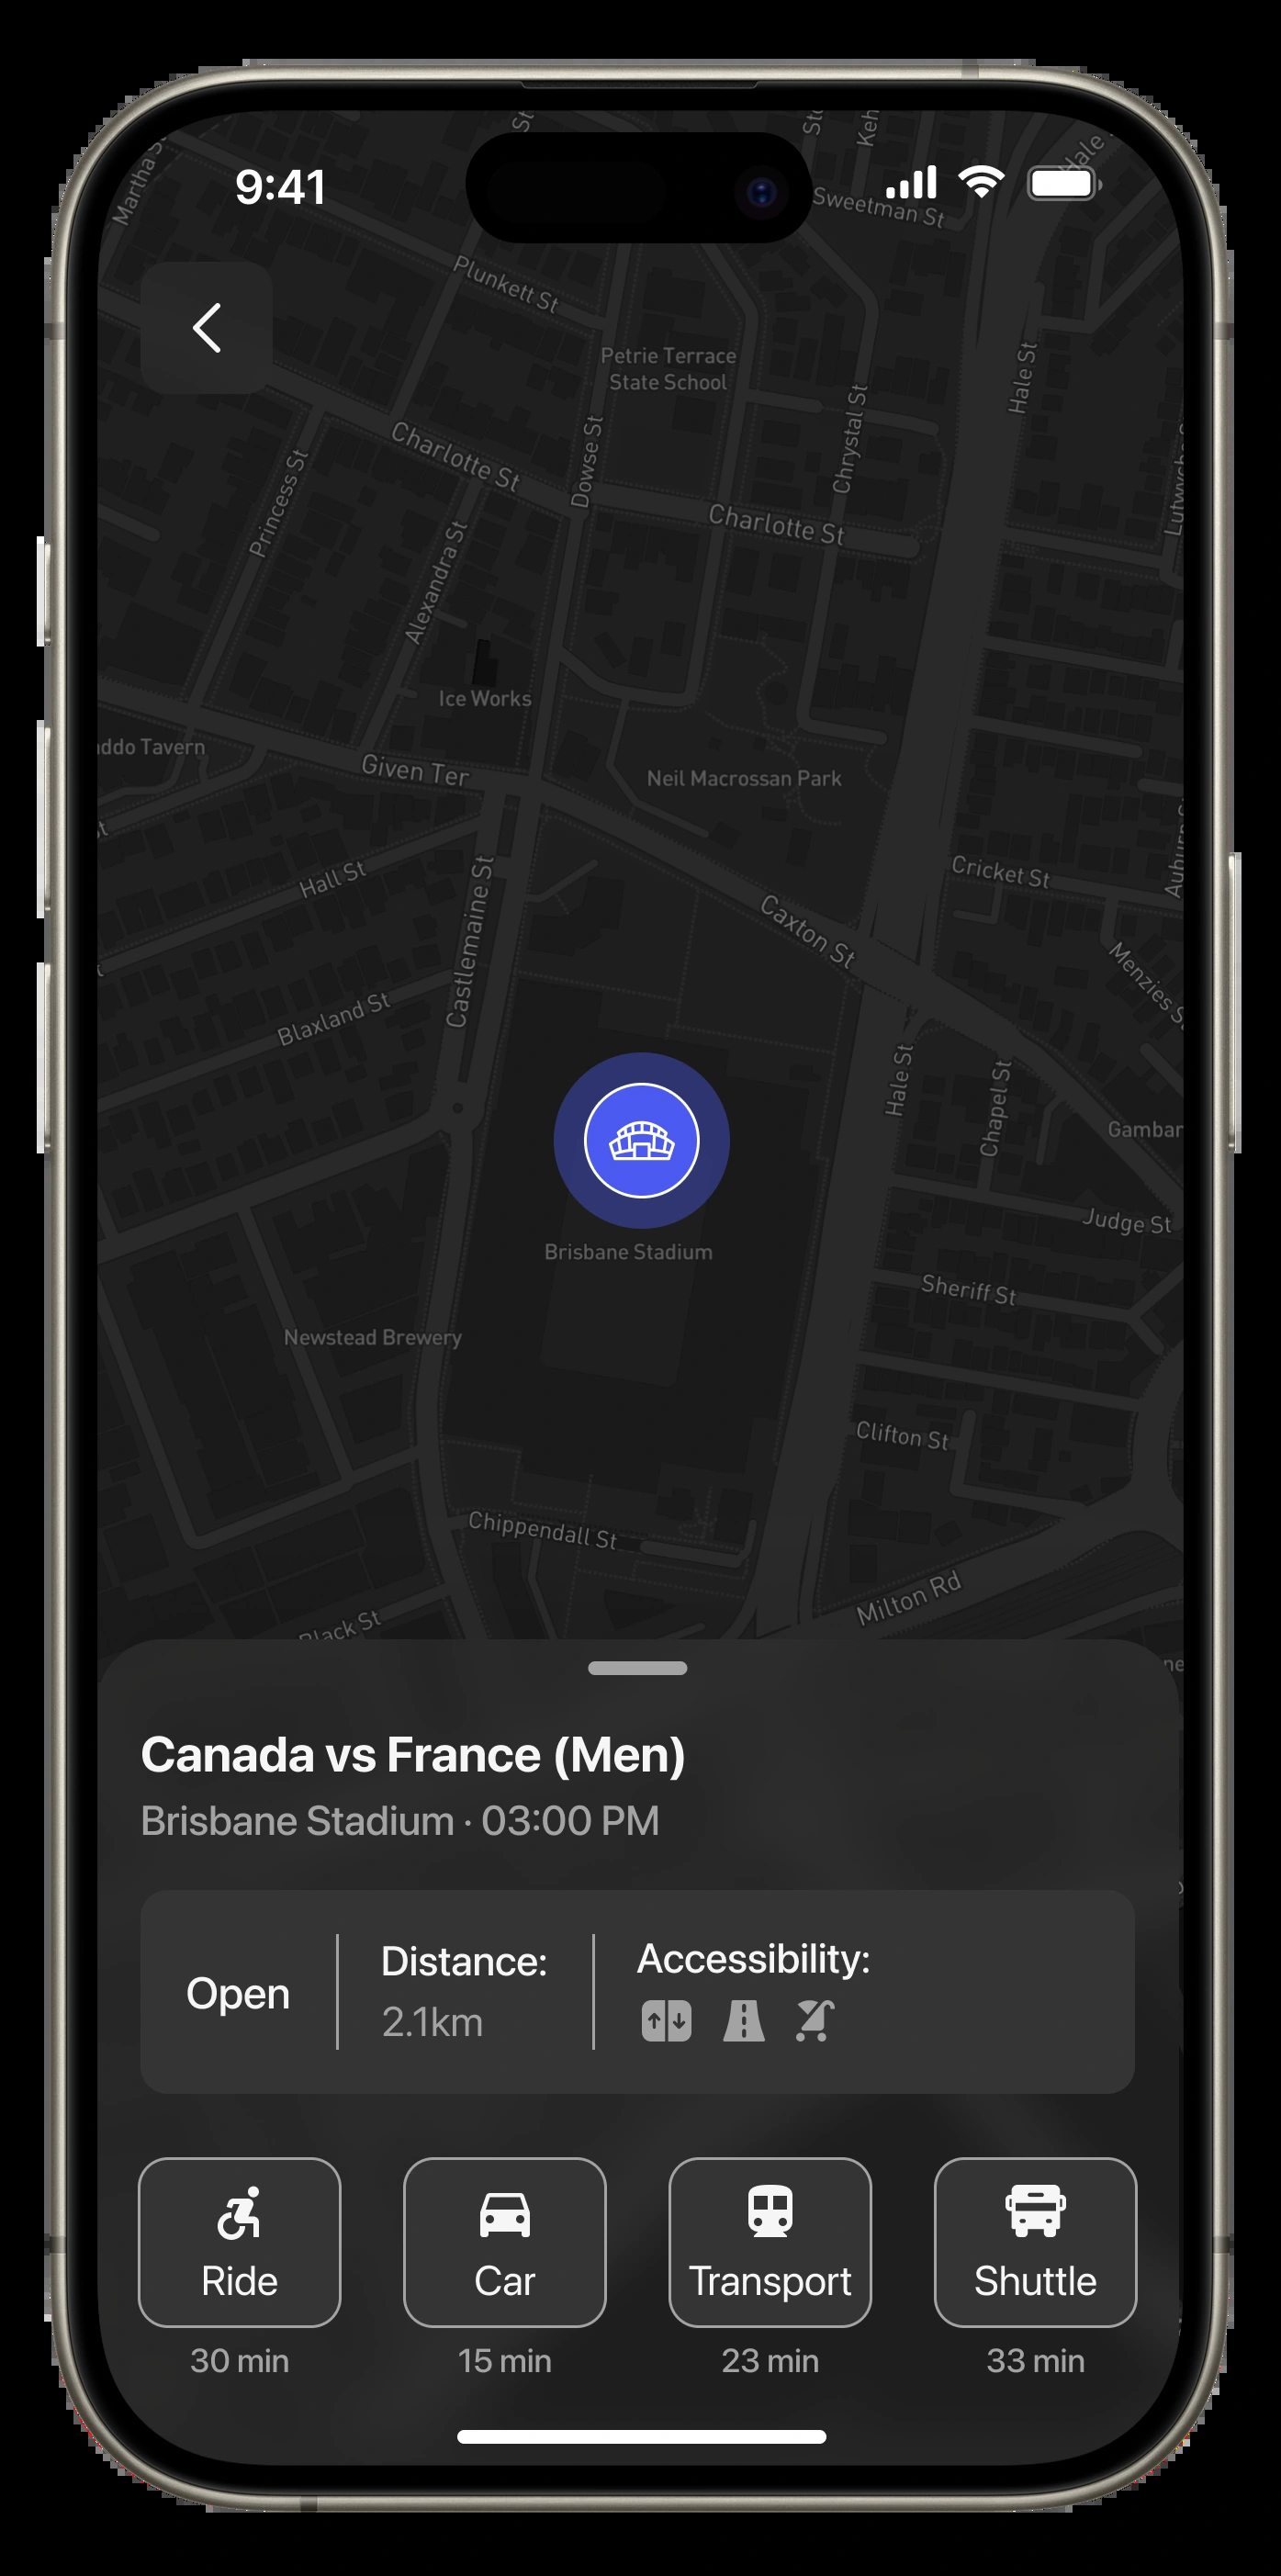 9:41
Martha S
St
Keh
Hale
Sweetman St
Plunkett St
Petrie Terrace
State School
Hale St
Chrystal St
Dowse St
Charlotte St
Princess St
Charlotte St
Alexandra St
Ice Works
addo Tavern
Given Ter
Neil Macrossan Park
Hall St
Castlemaine St
Cricket St
Caxton St
Menzies S
Blaxland St
Hale St
Chapel St
Gambar
Judge St
Brisbane Stadium
Sheriff St
Newstead Brewery
Clifton St
Chippendall St
Milton Rd
Black St
Canada vs France (Men)
Brisbane Stadium · 03:00 PM
Open
Distance:
2.1km
Accessibility:
Ride
Car
Transport
Shuttle
30 min
15 min
23 min
33 min